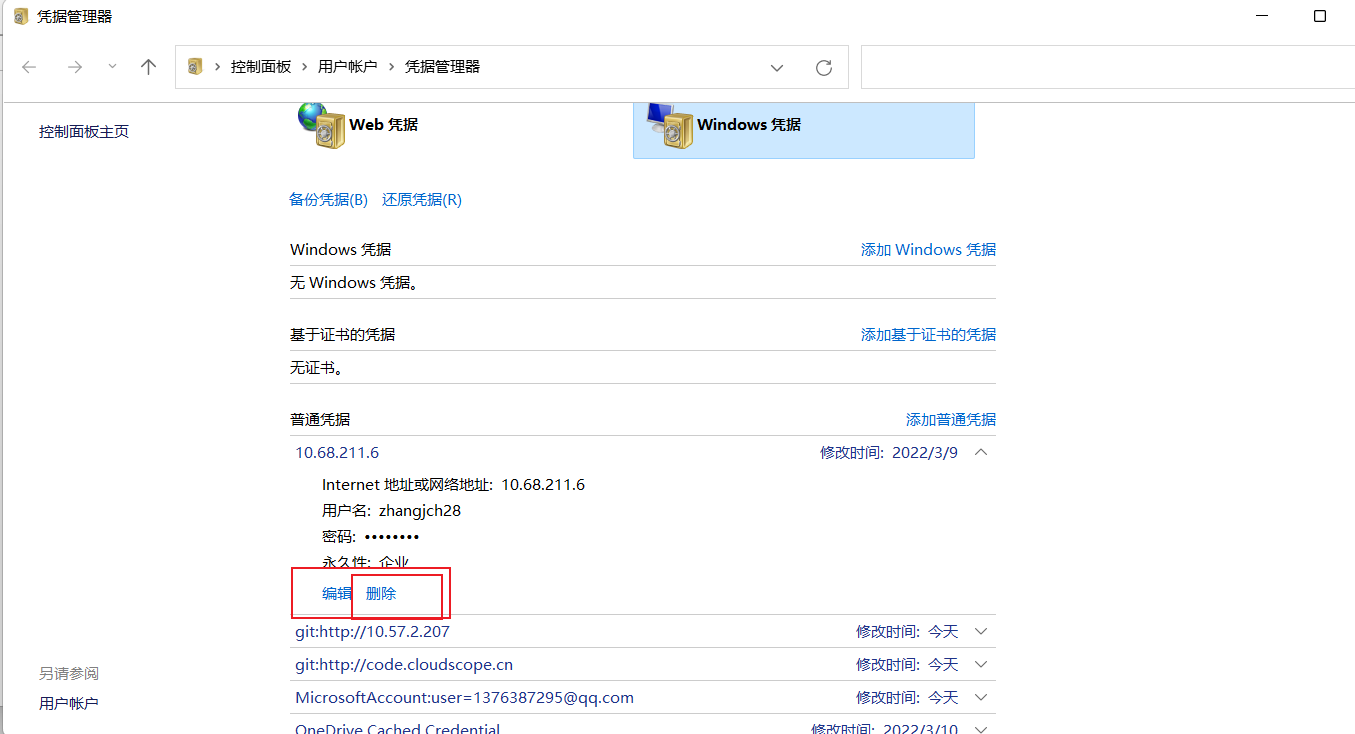 凭据管理器
控制面板 用户帐户 凭据管理器
控制面板主页
Web 凭据 Windows 凭据
备份凭据(B) 还原凭据(R)
Windows 凭据 添加 Windows 凭据
无 Windows 凭据。
基于证书的凭据 添加基于证书的凭据
无证书。
普通凭据 添加普通凭据
10.68.211.6 修改时间: 2022/3/9
Internet 地址或网络地址: 10.68.211.6
用户名: zhangjch28
密码: ••••••••
永久性: 企业
编辑 删除
git:http://10.57.2.207 修改时间: 今天
git:http://code.cloudscope.cn 修改时间: 今天
MicrosoftAccount:user=1376387295@qq.com 修改时间: 今天
OneDrive Cached Credential 修改时间: 2022/3/10
另请参阅
用户帐户